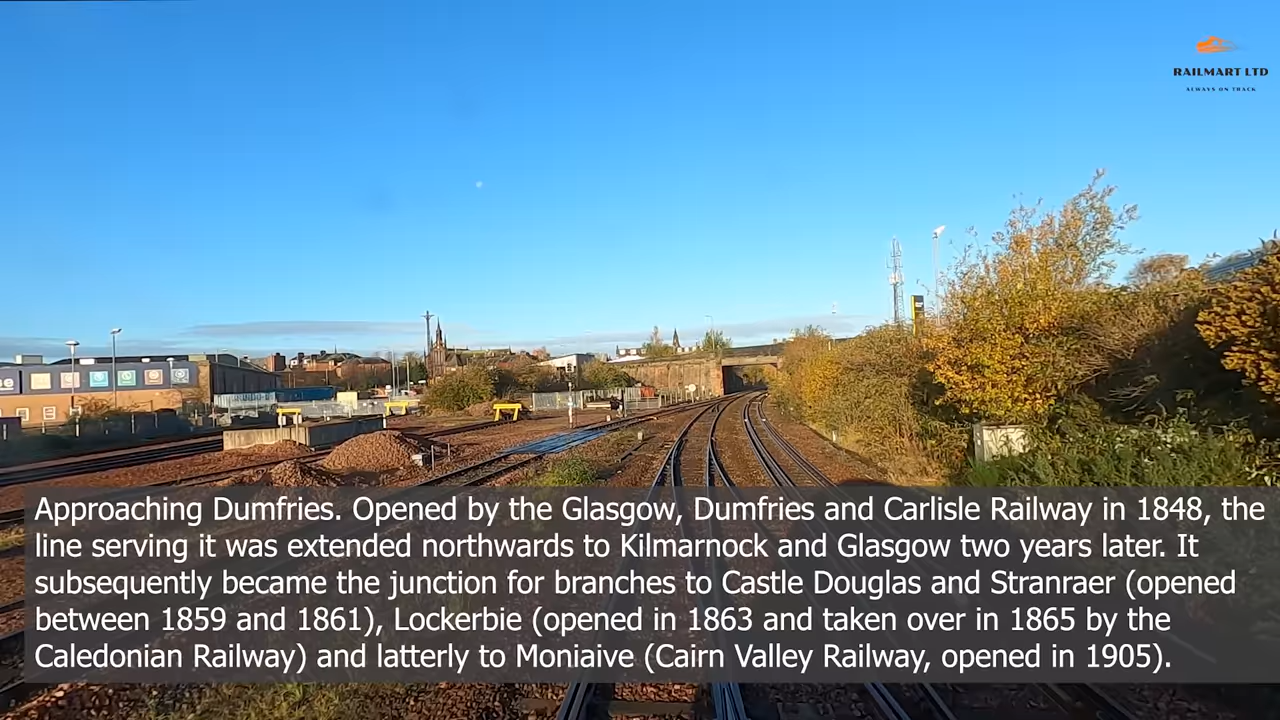 RAILMART LTD
ALWAYS ON TRACK
Approaching Dumfries. Opened by the Glasgow, Dumfries and Carlisle Railway in 1848, the
line serving it was extended northwards to Kilmarnock and Glasgow two years later. It
subsequently became the junction for branches to Castle Douglas and Stranraer (opened
between 1859 and 1861), Lockerbie (opened in 1863 and taken over in 1865 by the
Caledonian Railway) and latterly to Moniaive (Cairn Valley Railway, opened in 1905).